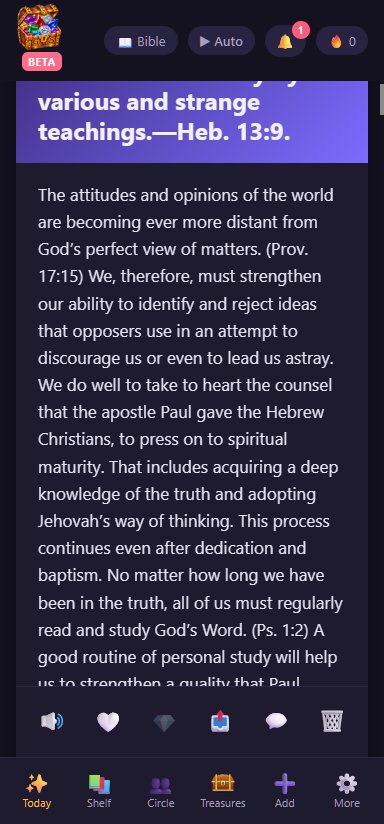 BETA
Bible
Auto
1
0
various and strange
teachings.—Heb. 13:9.
The attitudes and opinions of the world
are becoming ever more distant from
God’s perfect view of matters. (Prov.
17:15) We, therefore, must strengthen
our ability to identify and reject ideas
that opposers use in an attempt to
discourage us or even to lead us astray.
We do well to take to heart the counsel
that the apostle Paul gave the Hebrew
Christians, to press on to spiritual
maturity. That includes acquiring a deep
knowledge of the truth and adopting
Jehovah’s way of thinking. This process
continues even after dedication and
baptism. No matter how long we have
been in the truth, all of us must regularly
read and study God’s Word. (Ps. 1:2) A
good routine of personal study will help
us to strengthen a quality that Paul
Today
Shelf
Circle
Treasures
Add
More